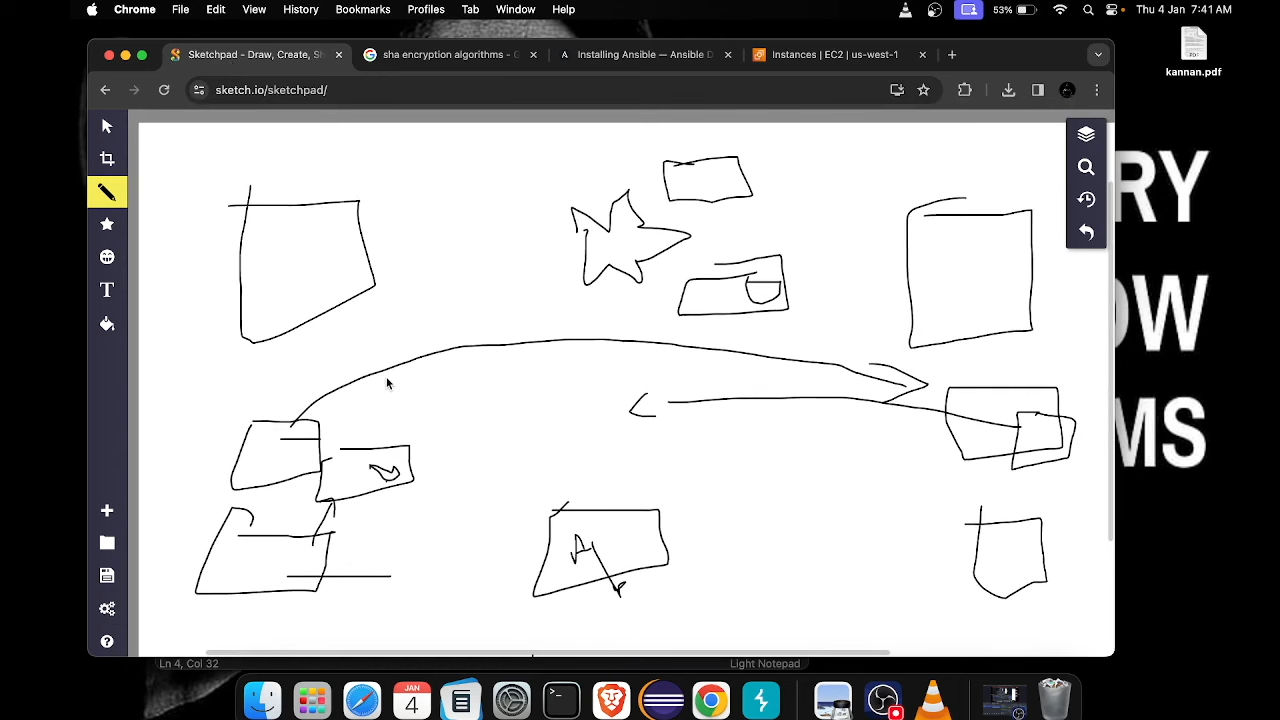 Chrome File Edit View History Bookmarks Profiles Tab Window Help 53% Thu 4 Jan 7:41 AM
Sketchpad - Draw, Create, Sh
sha encryption algorithm - G
Installing Ansible — Ansible D
Instances | EC2 | us-west-1
sketch.io/sketchpad/
kannan.pdf
RY
OW
MS
T
A
Ln 4, Col 32
Light Notepad
JAN
4